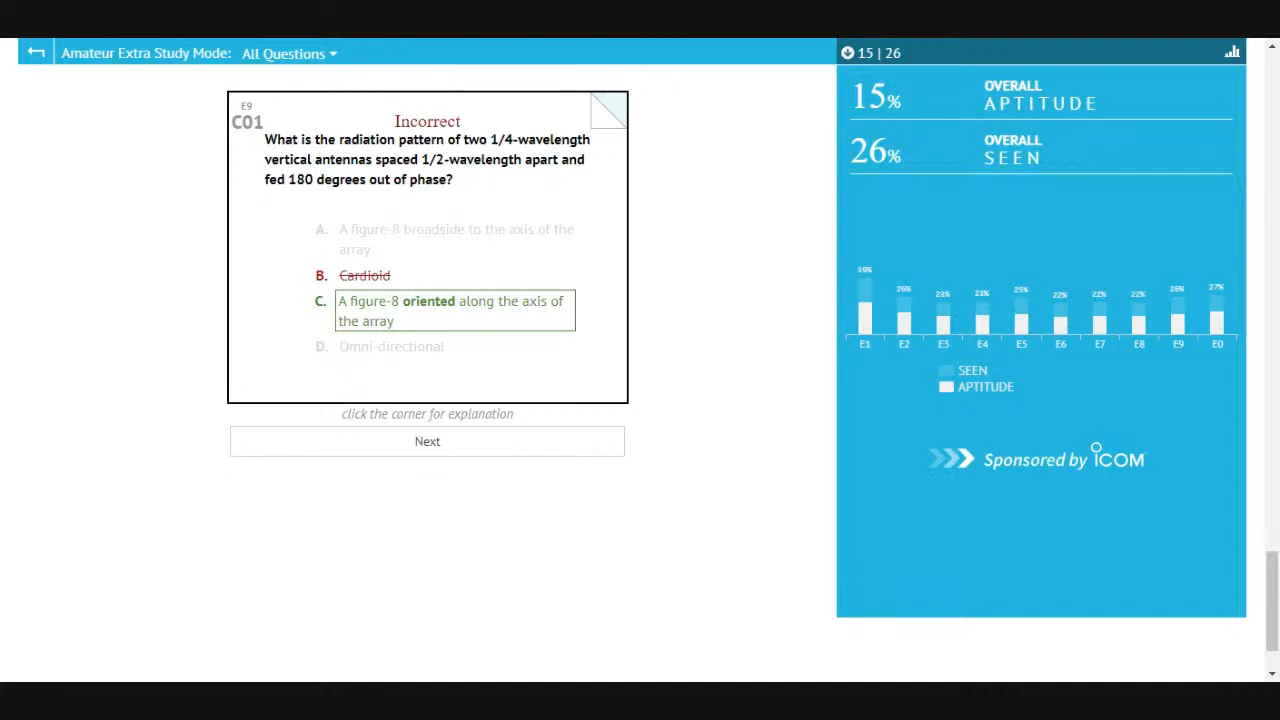 Amateur Extra Study Mode: All Questions
15 | 26
E9
C01
Incorrect
What is the radiation pattern of two 1/4-wavelength
vertical antennas spaced 1/2-wavelength apart and
fed 180 degrees out of phase?
A. A figure-8 broadside to the axis of the
array
B. Cardioid
C. A figure-8 oriented along the axis of
the array
D. Omni-directional
click the corner for explanation
Next
15% OVERALL
APTITUDE
26% OVERALL
SEEN
39% 26% 23% 23% 25% 22% 22% 22% 26% 27%
E1 E2 E3 E4 E5 E6 E7 E8 E9 E0
SEEN
APTITUDE
Sponsored by ICOM